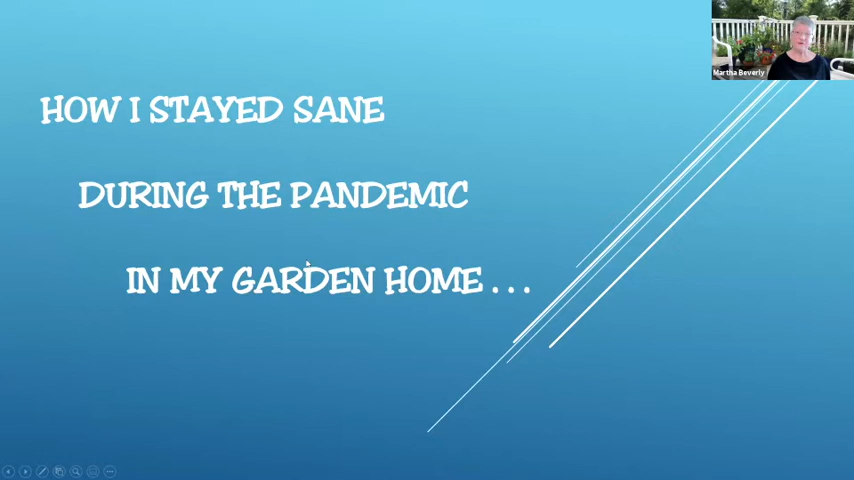 Martha Beverly
HOW I STAYED SANE
DURING THE PANDEMIC
IN MY GARDEN HOME . . .